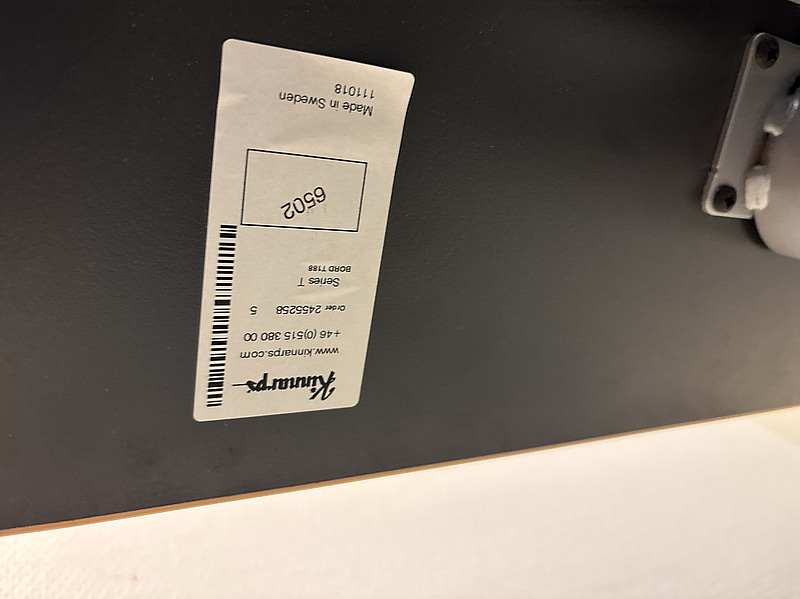 Kinnarps
www.kinnarps.com
+46 (0)515 380 00
Order 2455258 5
Series T
BORD T188
6502
Made in Sweden
111018